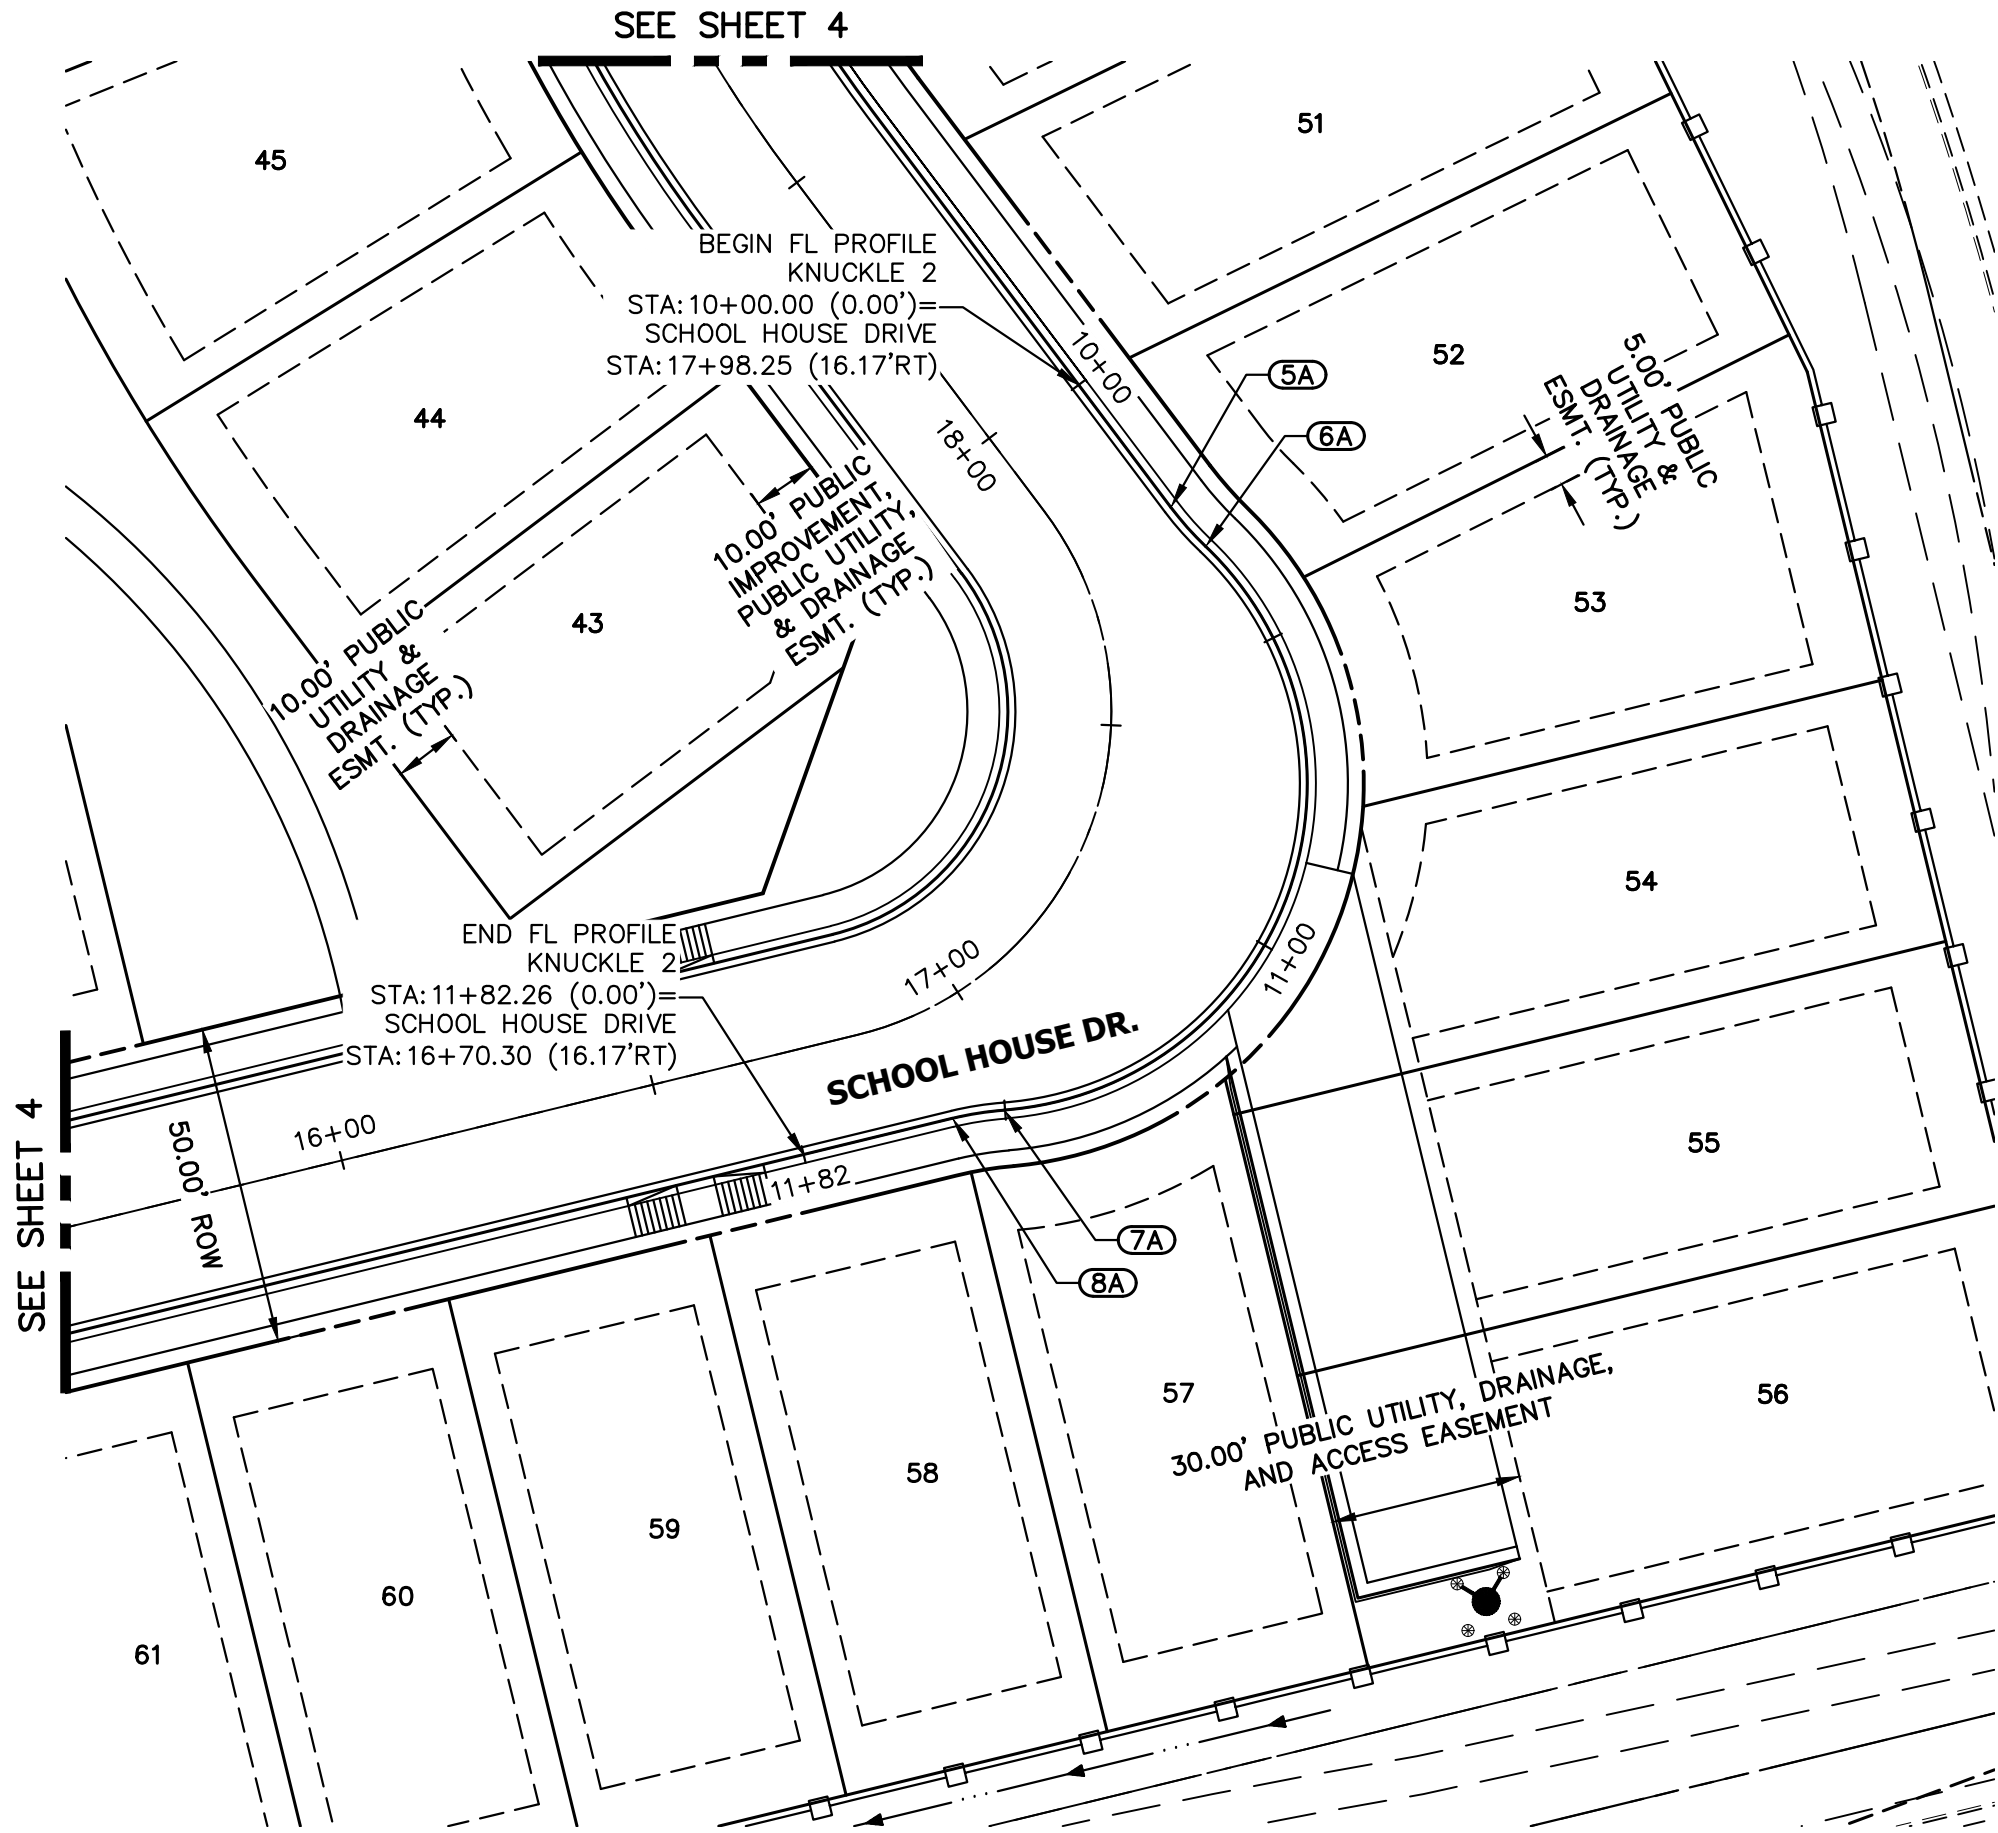 SEE SHEET 4
51
45
BEGIN FL PROFILE
KNUCKLE 2
STA:10+00.00 (0.00')=
SCHOOL HOUSE DRIVE
STA:17+98.25 (16.17'RT)
10+00
52
5A
6A
5.00' PUBLIC
UTILITY &
DRAINAGE
ESMT. (TYP.)
44
18+00
10.00' PUBLIC
IMPROVEMENT,
PUBLIC UTILITY,
& DRAINAGE
ESMT. (TYP.)
43
53
10.00' PUBLIC
UTILITY &
DRAINAGE
ESMT. (TYP.)
54
END FL PROFILE
KNUCKLE 2
STA:11+82.26 (0.00')=
SCHOOL HOUSE DRIVE
STA:16+70.30 (16.17'RT)
17+00
11+00
SCHOOL HOUSE DR.
SEE SHEET 4
16+00
50.00' ROW
11+82
55
7A
8A
57
56
30.00' PUBLIC UTILITY, DRAINAGE,
AND ACCESS EASEMENT
58
59
60
61